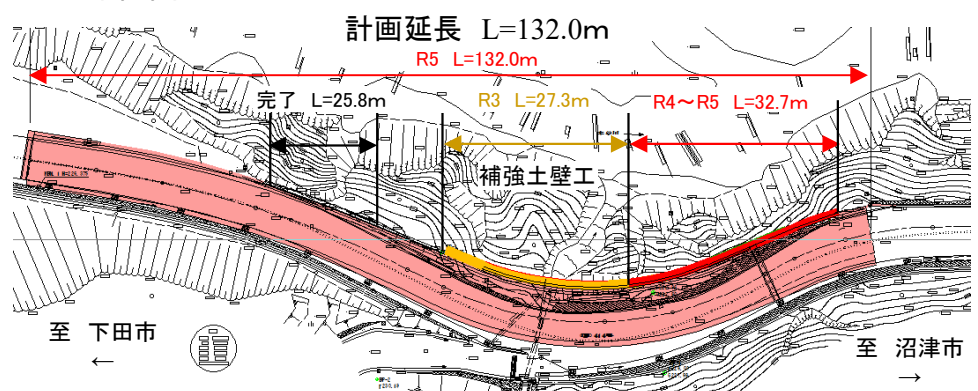 計画延長 L=132.0m
R5 L=132.0m
完了 L=25.8m
R3 L=27.3m
R4～R5 L=32.7m
補強土壁工
至 下田市
←
至 沼津市
→